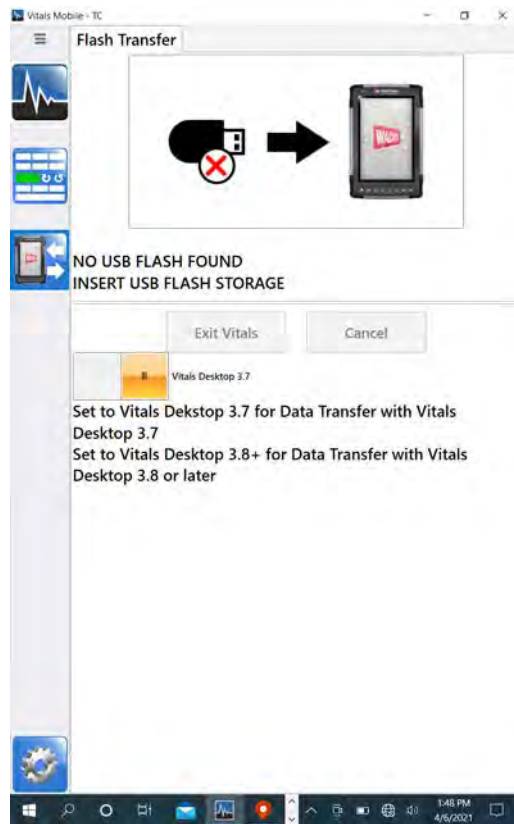 Vitals Mobile - TC
Flash Transfer
WACHS
NO USB FLASH FOUND
INSERT USB FLASH STORAGE
Exit Vitals
Cancel
Vitals Desktop 3.7
Set to Vitals Dekstop 3.7 for Data Transfer with Vitals
Desktop 3.7
Set to Vitals Desktop 3.8+ for Data Transfer with Vitals
Desktop 3.8 or later
1:48 PM
4/6/2021